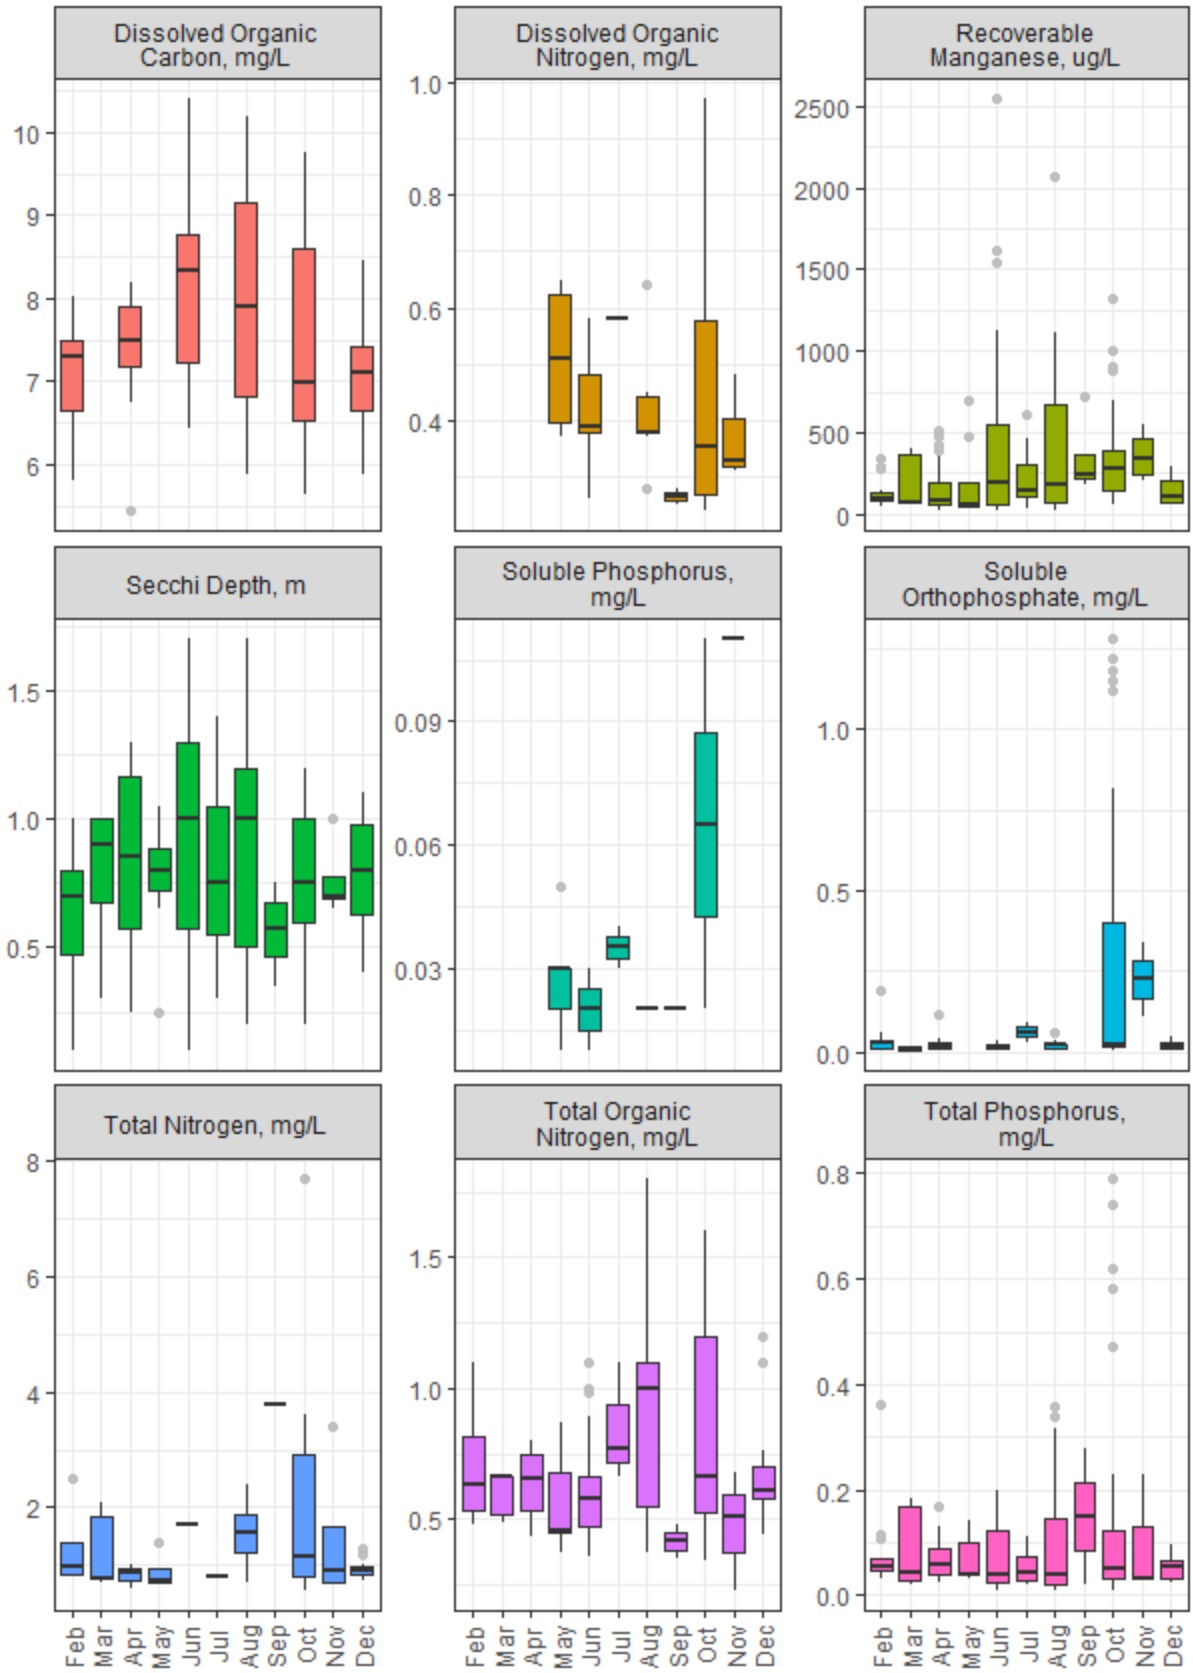 Dissolved Organic
Carbon, mg/L
10
9
8
7
6
Dissolved Organic
Nitrogen, mg/L
1.0
0.8
0.6
0.4
Recoverable
Manganese, ug/L
2500
2000
1500
1000
500
0
Secchi Depth, m
1.5
1.0
0.5
Soluble Phosphorus,
mg/L
0.09
0.06
0.03
Soluble
Orthophosphate, mg/L
1.0
0.5
0.0
Total Nitrogen, mg/L
8
6
4
2
Feb Mar Apr May Jun Jul Aug Sep Oct Nov Dec
Total Organic
Nitrogen, mg/L
1.5
1.0
0.5
Feb Mar Apr May Jun Jul Aug Sep Oct Nov Dec
Total Phosphorus,
mg/L
0.8
0.6
0.4
0.2
0.0
Feb Mar Apr May Jun Jul Aug Sep Oct Nov Dec